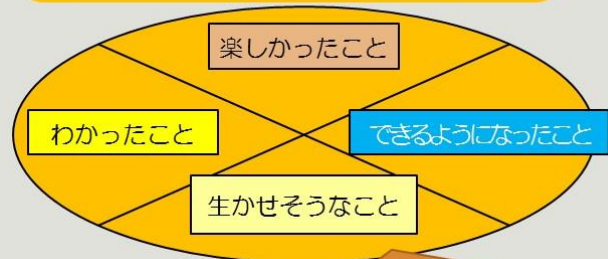 楽しかったこと
わかったこと
できるようになったこと
生かせそうなこと